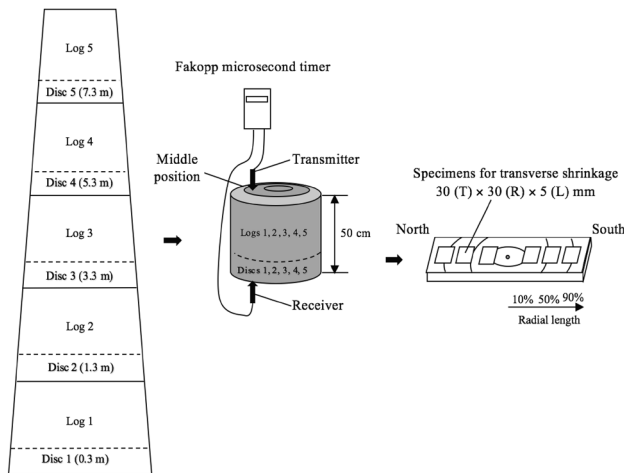 Log 5
Disc 5 (7.3 m)
Log 4
Disc 4 (5.3 m)
Log 3
Disc 3 (3.3 m)
Log 2
Disc 2 (1.3 m)
Log 1
Disc 1 (0.3 m)
Fakopp microsecond timer
Middle
position
Transmitter
Logs 1, 2, 3, 4, 5
Discs 1, 2, 3, 4, 5
50 cm
Receiver
Specimens for transverse shrinkage
30 (T) × 30 (R) × 5 (L) mm
North
South
10% 50% 90%
Radial length